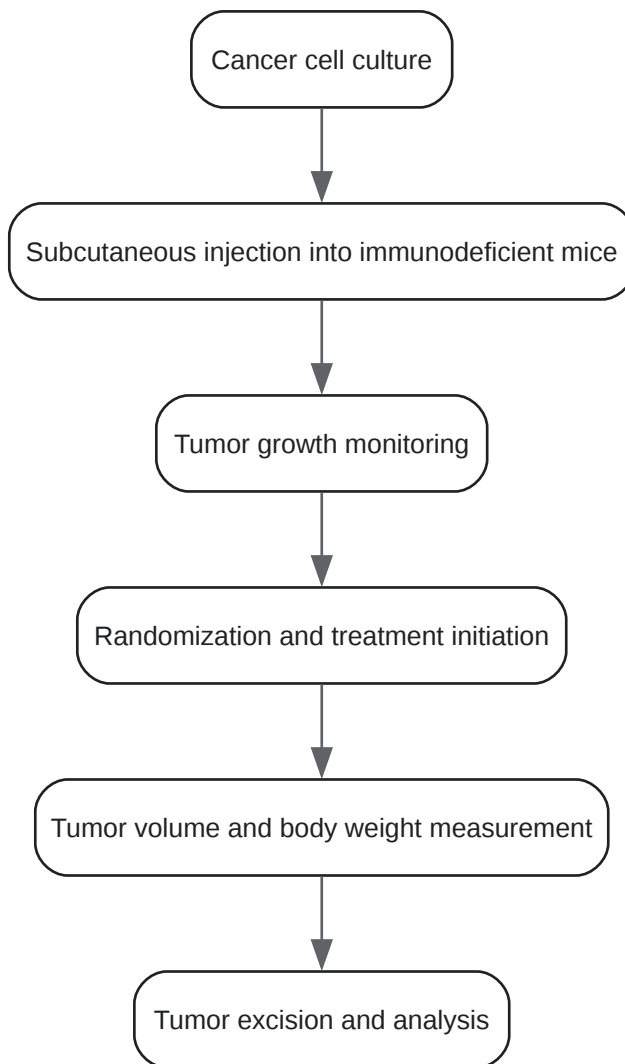 Cancer cell culture
Subcutaneous injection into immunodeficient mice
Tumor growth monitoring
Randomization and treatment initiation
Tumor volume and body weight measurement
Tumor excision and analysis